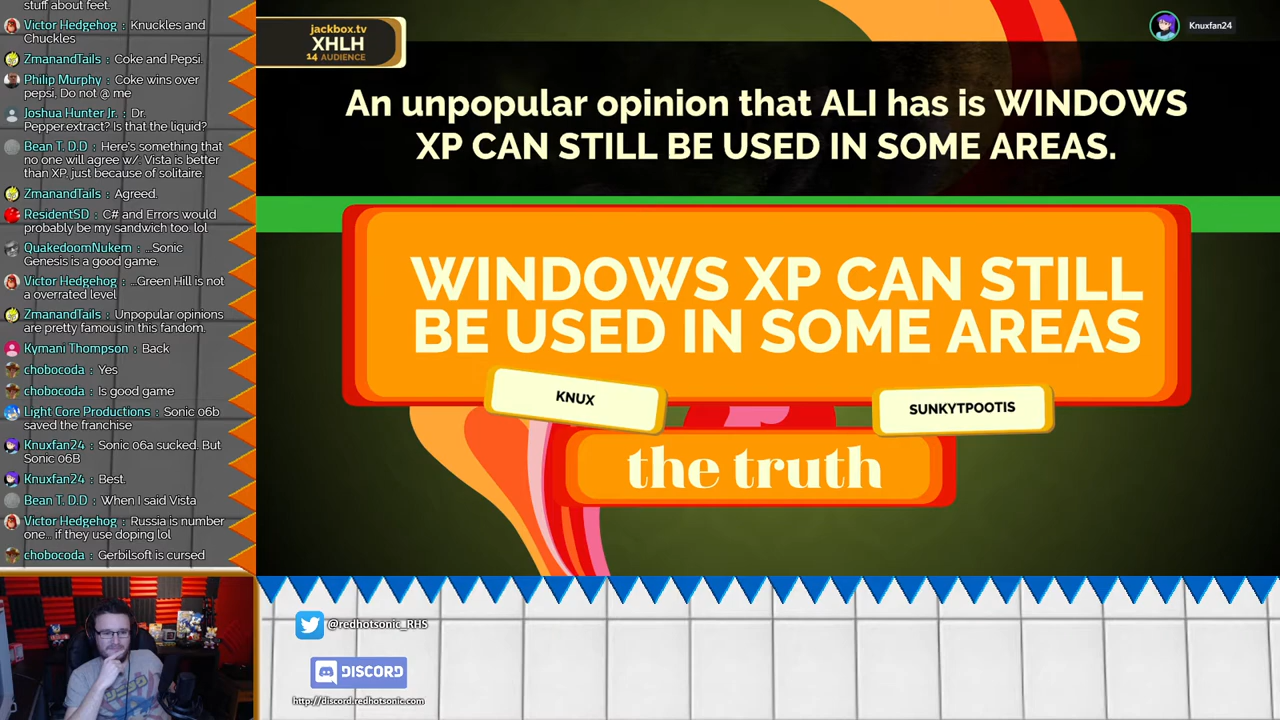 stuff about feet.
Victor Hedgehog : Knuckles and
Chuckles
ZmanandTails : Coke and Pepsi.
Philip Murphy : Coke wins over
pepsi. Do not @ me
Joshua Hunter Jr. : Dr.
Pepper.extract? Is that the liquid?
Bean T. D.D : Here's something that
no one will agree w/. Vista is better
than XP just because of solitaire.
ZmanandTails : Agreed.
ResidentSD : C# and Errors would
probably be my sandwich too. lol
QuakedoomNukem : ...Sonic
Genesis is a good game.
Victor Hedgehog : ...Green Hill is not
a overrated level
ZmanandTails : Unpopular opinions
are pretty famous in this fandom.
Kymani Thompson : Back
chobocoda : Yes
chobocoda : Is good game
Light Core Productions : Sonic 06b
saved the franchise
Knuxfan24 : Sonic 06a sucked. But
Sonic 06B
Knuxfan24 : Best.
Bean T. D.D : When I said Vista
Victor Hedgehog : Russia is number
one... if they use doping lol
chobocoda : Gerbilsoft is cursed
jackbox.tv
XHLH
14 AUDIENCE
Knuxfan24
An unpopular opinion that ALI has is WINDOWS
XP CAN STILL BE USED IN SOME AREAS.
WINDOWS XP CAN STILL
BE USED IN SOME AREAS
KNUX
SUNKYTPOOTIS
the truth
@redhotsonic_RHS
DISCORD
http://discord.redhotsonic.com